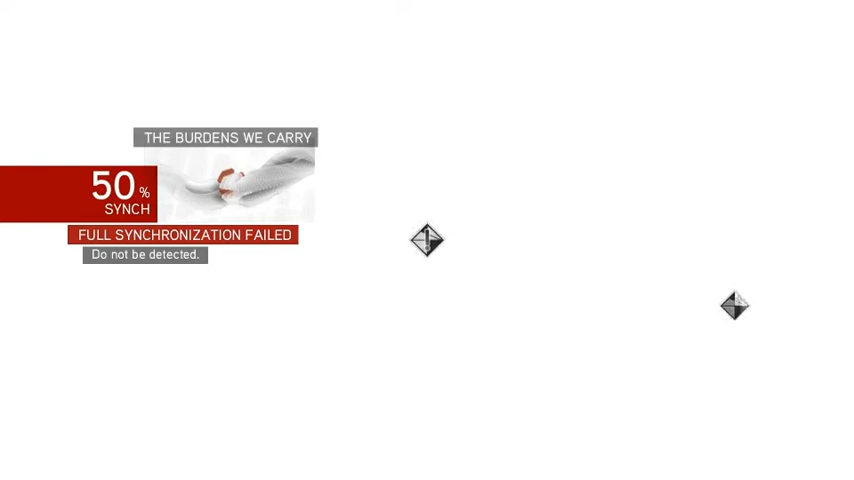 THE BURDENS WE CARRY
50 %
SYNCH
FULL SYNCHRONIZATION FAILED
Do not be detected.